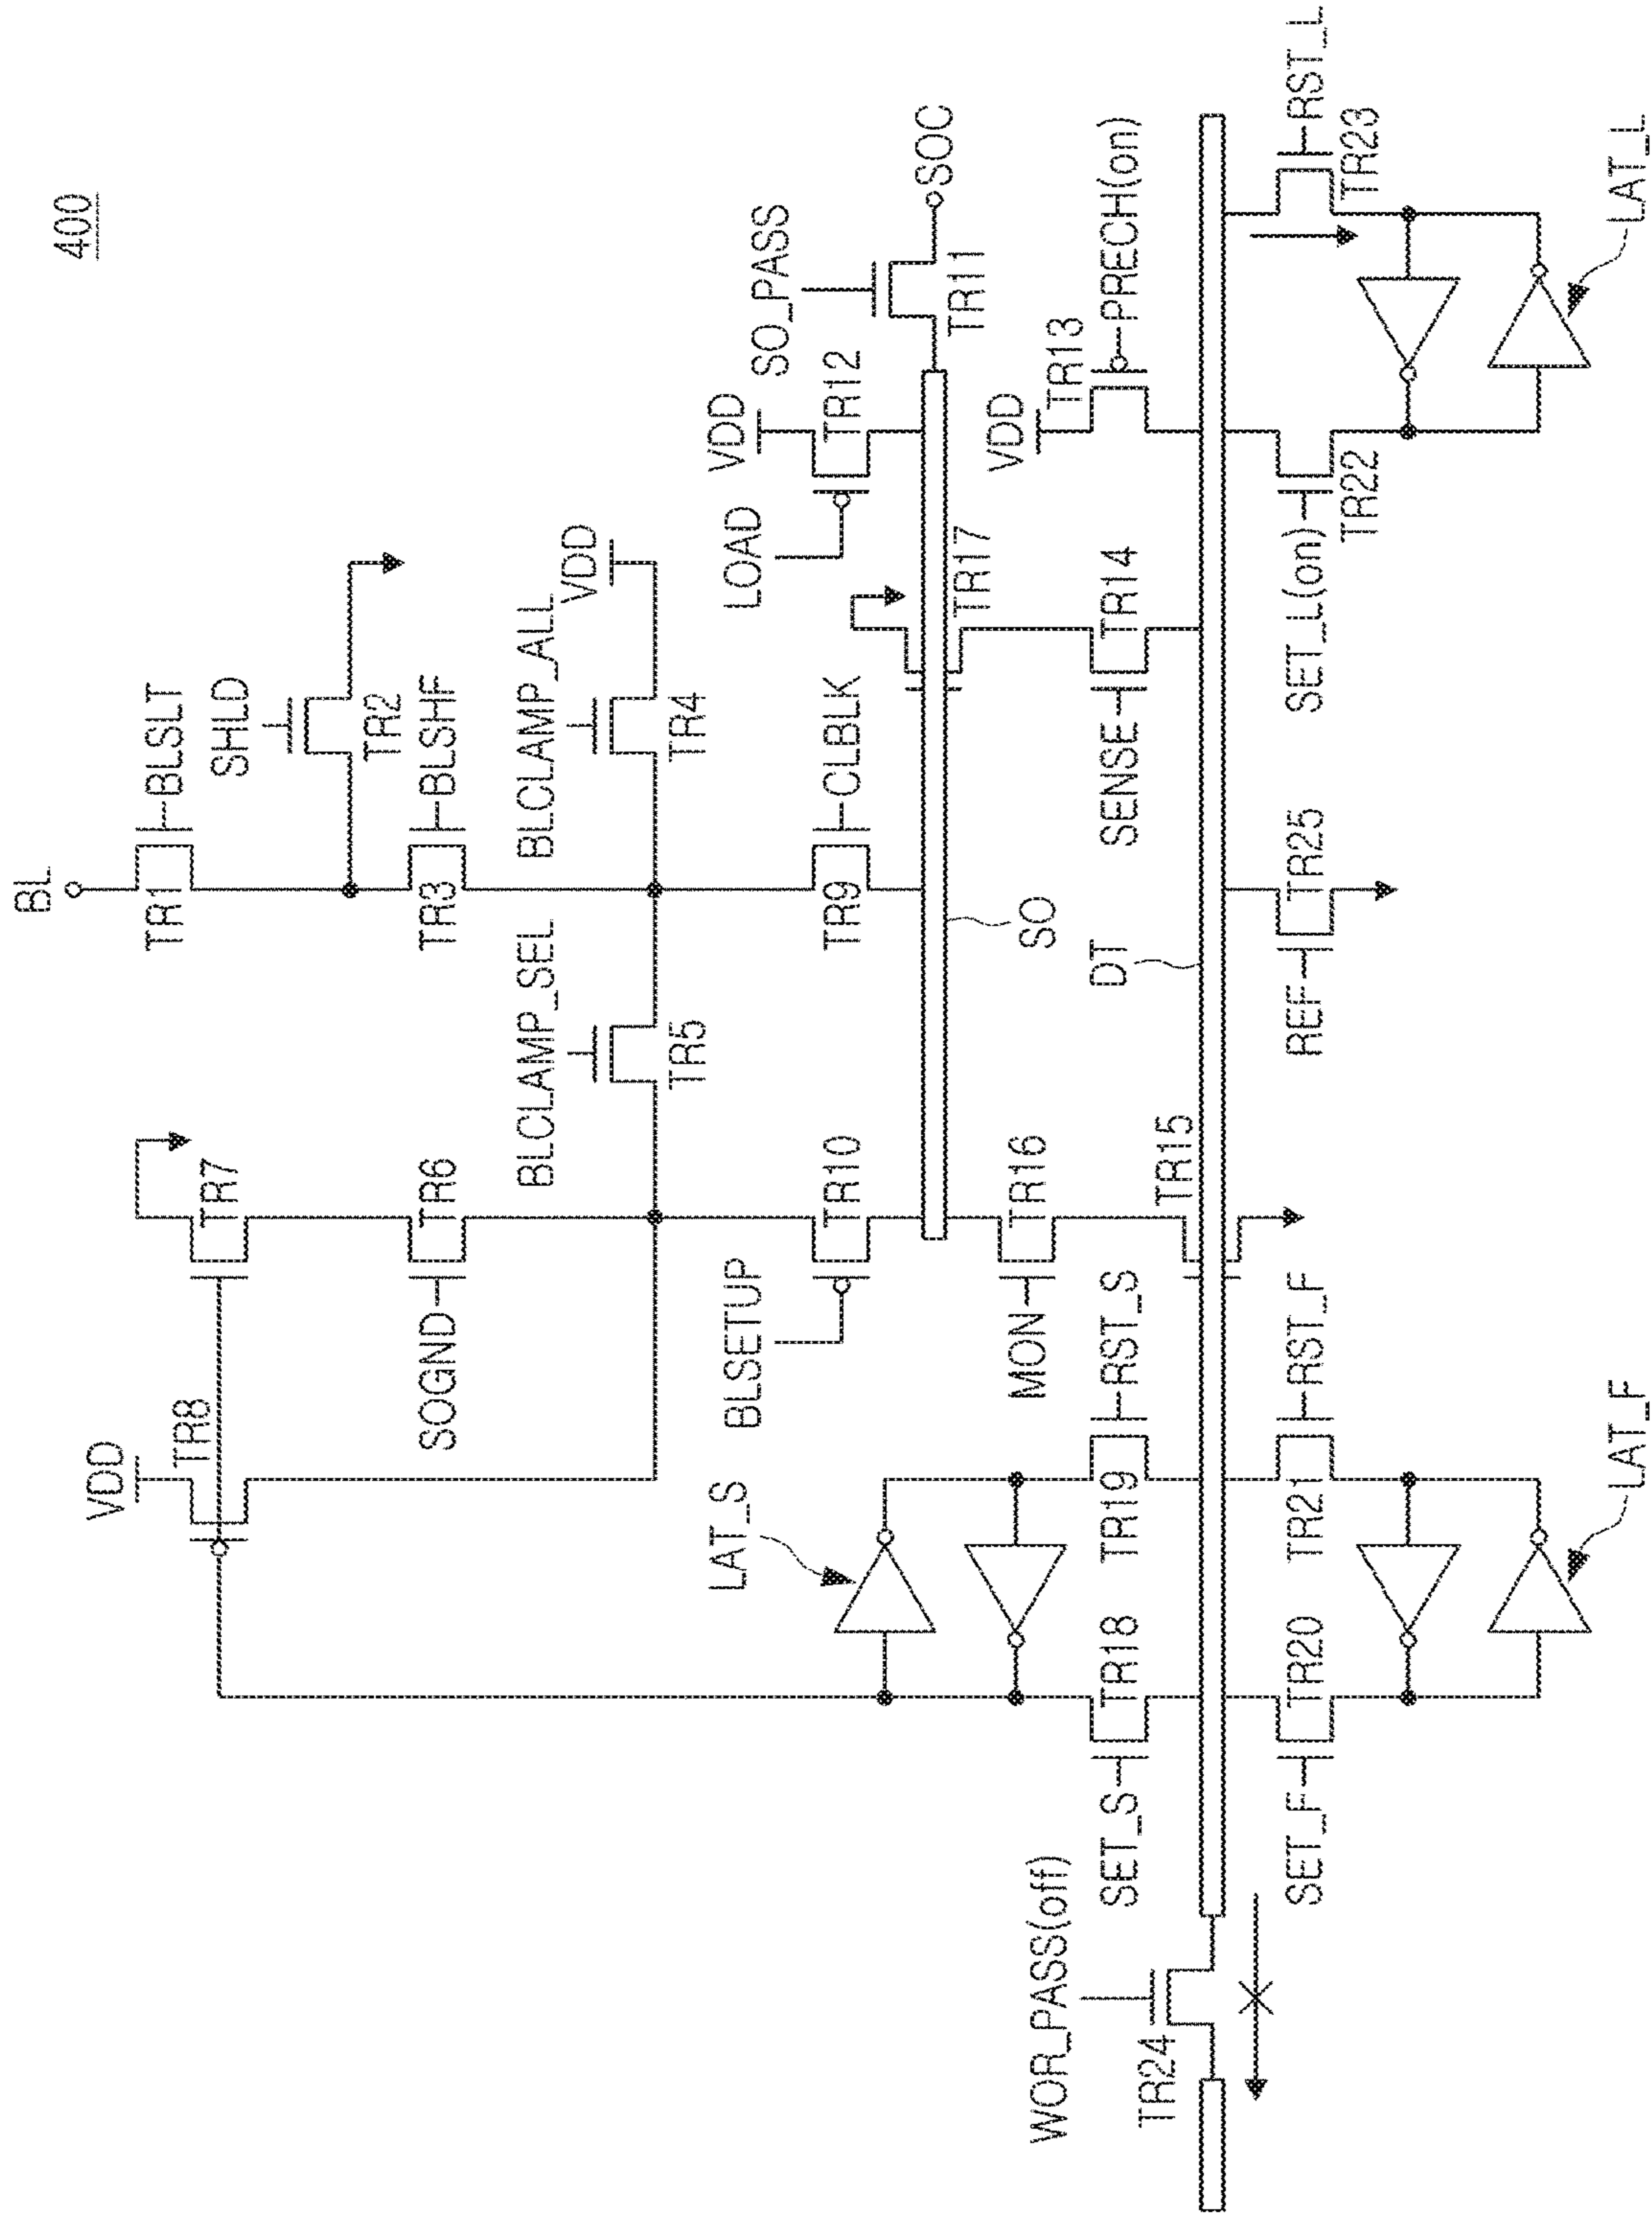 400
BL
BLSLT
TR1
SHLD
TR2
BLSHF
TR3
BLCLAMP_ALL
VDD
TR4
BLCLAMP_SEL
TR5
TR7
TR6
SOGND
VDD
TR8
CLBLK
TR9
BLSETUP
TR10
LOAD
VDD
TR12
SO_PASS
TR11
SOC
SO
TR17
MON
TR16
LAT_S
RST_S
TR19
SET_S
TR18
TR15
DT
SENSE
TR14
VDD
TR13
PRECH(on)
WOR_PASS(off)
TR24
SET_F
TR20
TR21
RST_F
LAT_F
REF
TR25
SET_L(on)
TR22
RST_L
TR23
LAT_L